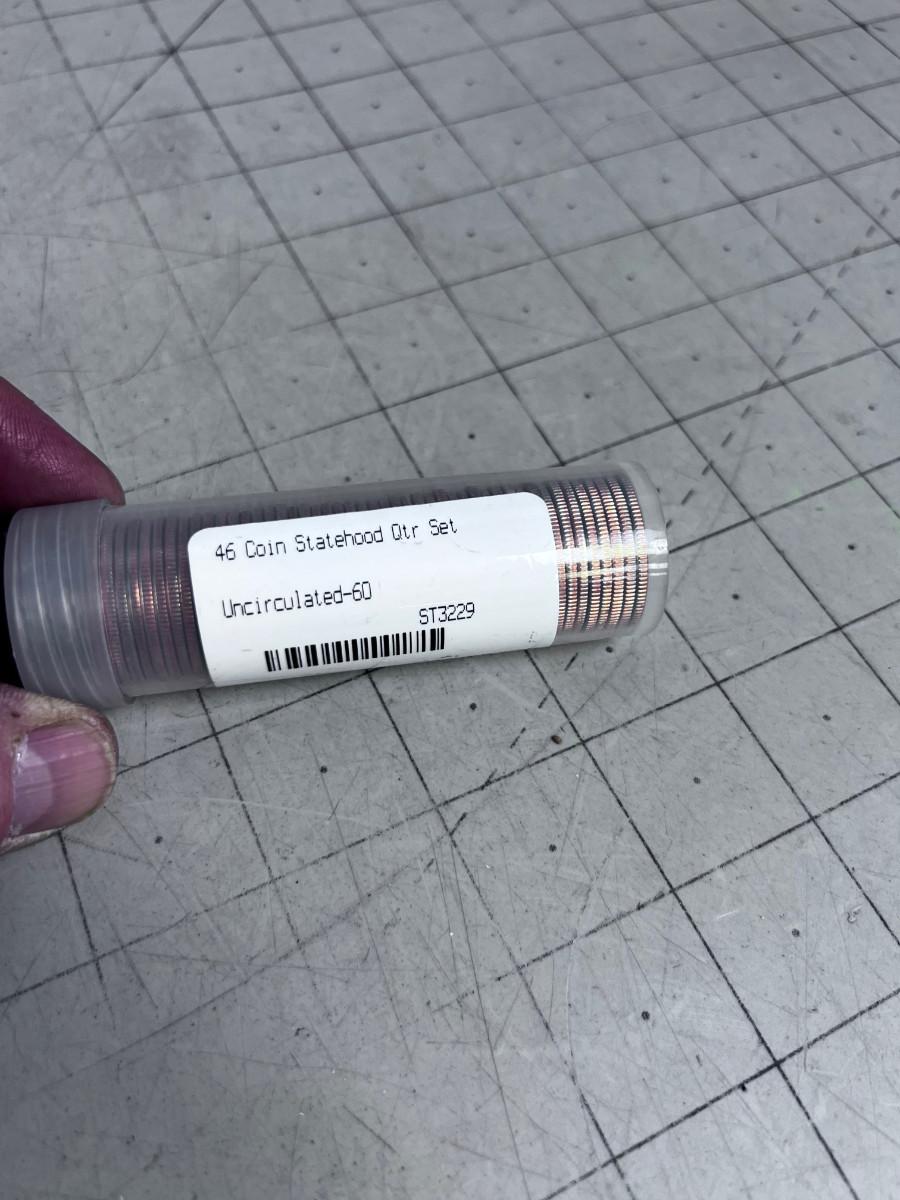 46 Coin Statehood Qtr Set
Uncirculated-60
ST3229